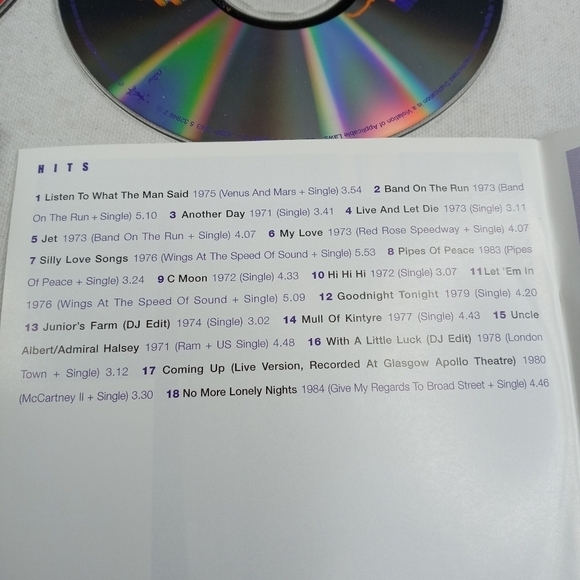 Violation of Applicable Laws
HITS
1 Listen To What The Man Said 1975 (Venus And Mars + Single) 3.54 2 Band On The Run 1973 (Band
On The Run + Single) 5.10 3 Another Day 1971 (Single) 3.41 4 Live And Let Die 1973 (Single) 3.11
5 Jet 1973 (Band On The Run + Single) 4.07 6 My Love 1973 (Red Rose Speedway + Single) 4.07
7 Silly Love Songs 1976 (Wings At The Speed Of Sound + Single) 5.53 8 Pipes Of Peace 1983 (Pipes
Of Peace + Single) 3.24 9 C Moon 1972 (Single) 4.33 10 Hi Hi Hi 1972 (Single) 3.07 11 Let 'Em In
1976 (Wings At The Speed Of Sound + Single) 5.09 12 Goodnight Tonight 1979 (Single) 4.20
13 Junior's Farm (DJ Edit) 1974 (Single) 3.02 14 Mull Of Kintyre 1977 (Single) 4.43 15 Uncle
Albert/Admiral Halsey 1971 (Ram + US Single) 4.48 16 With A Little Luck (DJ Edit) 1978 (London
Town + Single) 3.12 17 Coming Up (Live Version, Recorded At Glasgow Apollo Theatre) 1980
(McCartney II + Single) 3.30 18 No More Lonely Nights 1984 (Give My Regards To Broad Street + Single) 4.46